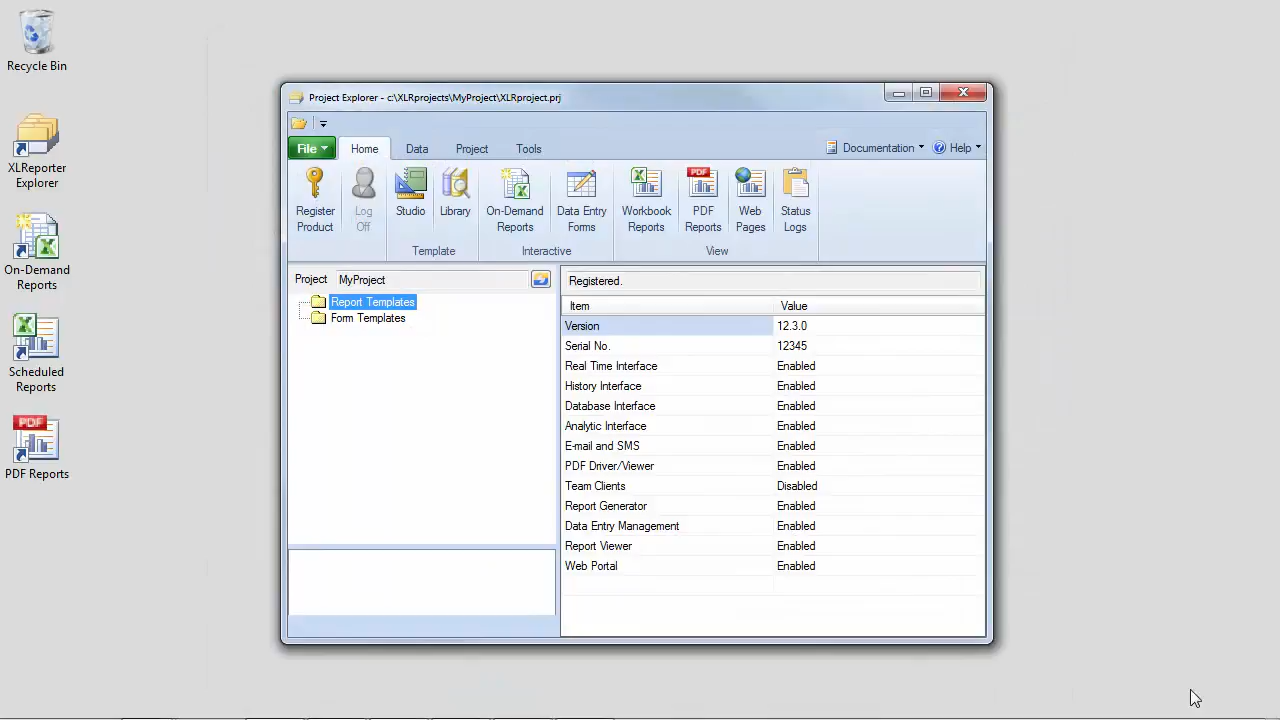 Recycle Bin
XLReporter
Explorer
On-Demand
Reports
Scheduled
Reports
PDF
PDF Reports
Project Explorer - c:\XLRprojects\MyProject\XLRproject.prj
File Home Data Project Tools Documentation Help
Register
Product
Log
Off
Studio
Library
On-Demand
Reports
Data Entry
Forms
Workbook
Reports
PDF
PDF
Reports
Web
Pages
Status
Logs
Template Interactive View
Project MyProject
Report Templates
Form Templates
Registered.
Item Value
Version 12.3.0
Serial No. 12345
Real Time Interface Enabled
History Interface Enabled
Database Interface Enabled
Analytic Interface Enabled
E-mail and SMS Enabled
PDF Driver/Viewer Enabled
Team Clients Disabled
Report Generator Enabled
Data Entry Management Enabled
Report Viewer Enabled
Web Portal Enabled